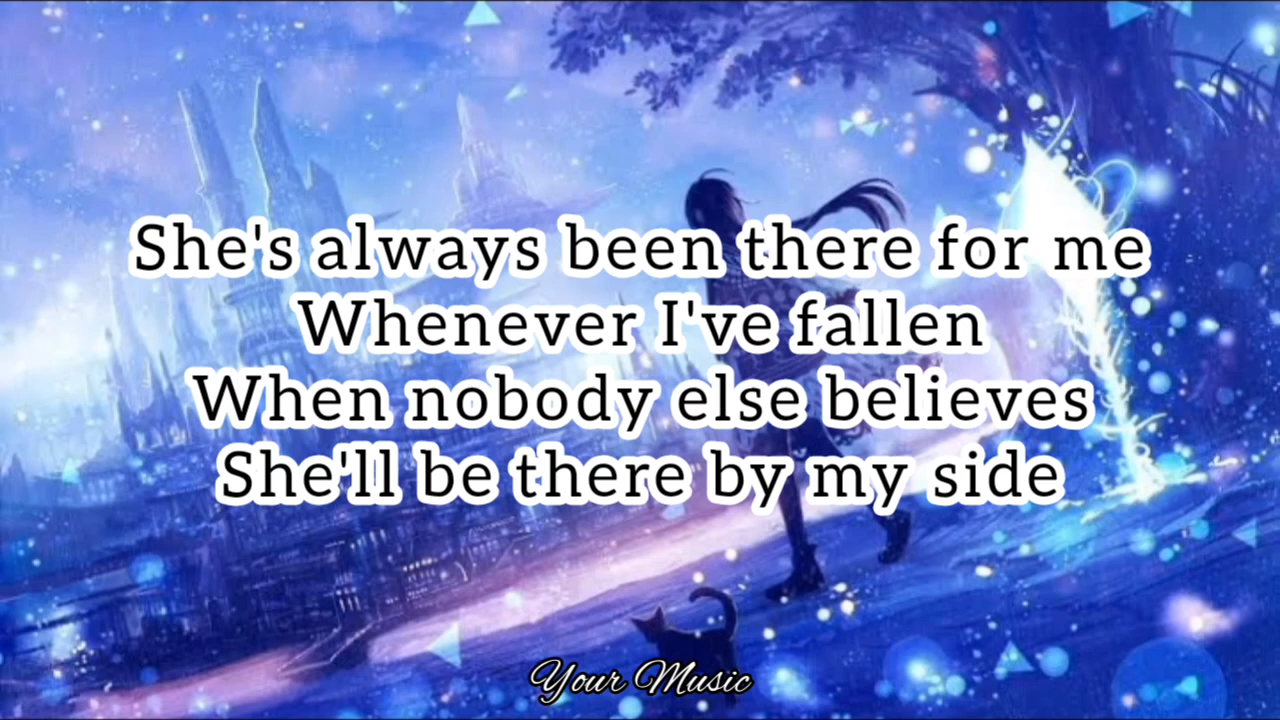 She's always been there for me
Whenever I've fallen
When nobody else believes
She'll be there by my side
Your Music